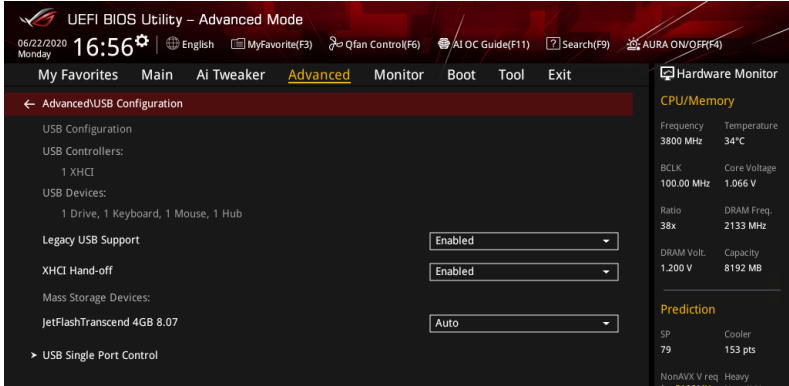 UEFI BIOS Utility – Advanced Mode
06/22/2020 Monday 16:56 English MyFavorite(F3) Qfan Control(F6) AI OC Guide(F11) Search(F9) AURA ON/OFF(F4)
My Favorites Main Ai Tweaker Advanced Monitor Boot Tool Exit
Hardware Monitor
← Advanced\USB Configuration
USB Configuration
USB Controllers:
1 XHCI
USB Devices:
1 Drive, 1 Keyboard, 1 Mouse, 1 Hub
Legacy USB Support Enabled
XHCI Hand-off Enabled
Mass Storage Devices:
JetFlashTranscend 4GB 8.07 Auto
> USB Single Port Control
CPU/Memory
Frequency Temperature
3800 MHz 34°C
BCLK Core Voltage
100.00 MHz 1.066 V
Ratio DRAM Freq.
38x 2133 MHz
DRAM Volt. Capacity
1.200 V 8192 MB
Prediction
SP Cooler
79 153 pts
NonAVX V req Heavy